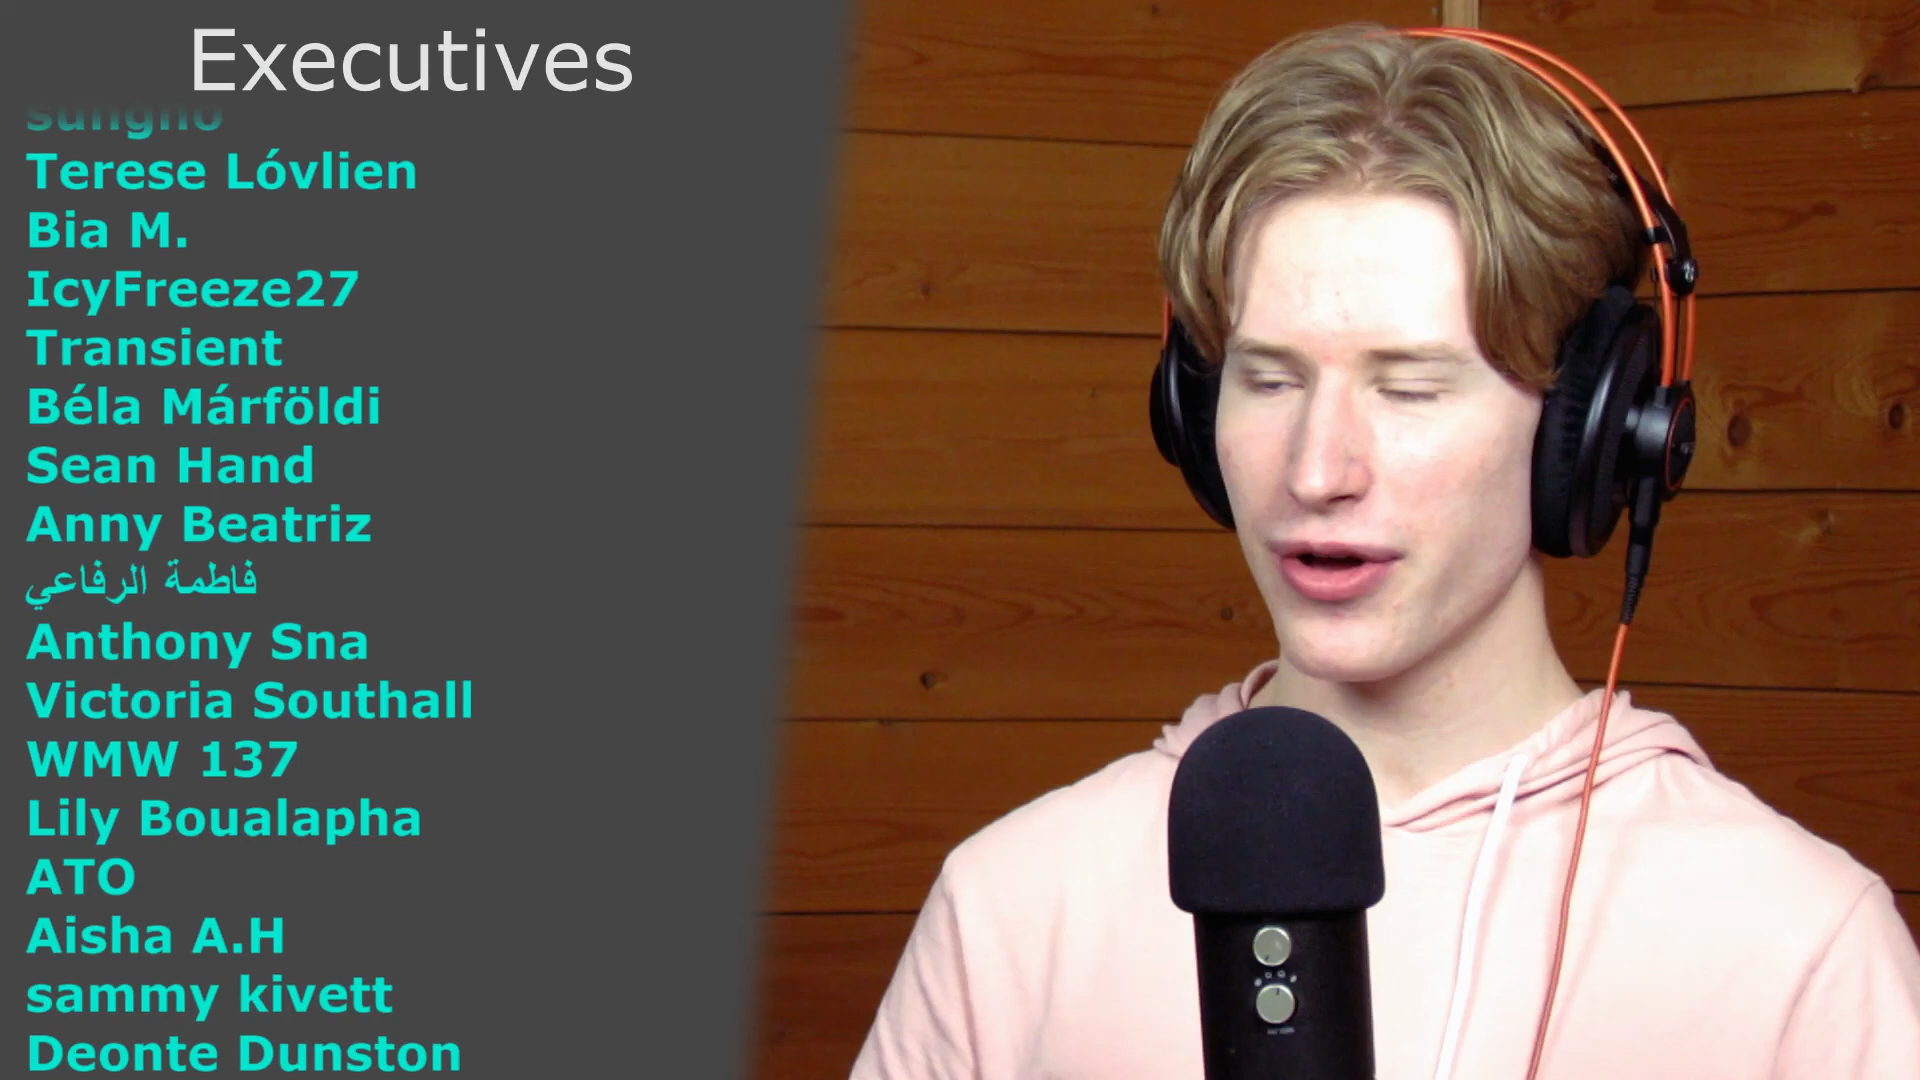 Executives
sungho
Terese Lóvlien
Bia M.
IcyFreeze27
Transient
Béla Márföldi
Sean Hand
Anny Beatriz
فاطمة الرفاعي
Anthony Sna
Victoria Southall
WMW 137
Lily Boualapha
ATO
Aisha A.H
sammy kivett
Deonte Dunston